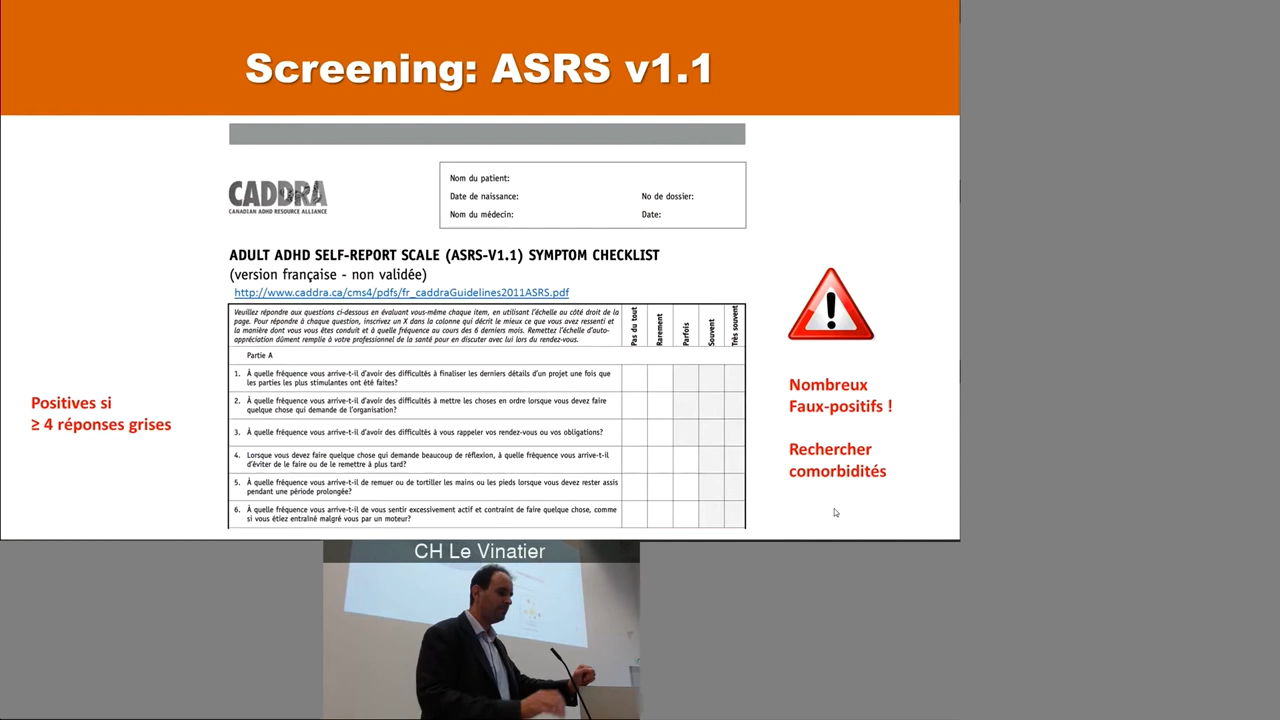 Screening: ASRS v1.1
CADDRA
CANADIAN ADHD RESOURCE ALLIANCE
Nom du patient:
Date de naissance: No de dossier:
Nom du médecin: Date:
ADULT ADHD SELF-REPORT SCALE (ASRS-V1.1) SYMPTOM CHECKLIST
(version française - non validée)
http://www.caddra.ca/cms4/pdfs/fr_caddraGuidelines2011ASRS.pdf
Veuillez répondre aux questions ci-dessous en évaluant vous-même chaque item, en utilisant l'échelle au côté droit de la
page. Pour répondre à chaque question, inscrivez un X dans la colonne qui décrit le mieux ce que vous avez ressenti et
la manière dont vous vous êtes conduit et à quelle fréquence au cours des 6 derniers mois. Remettez l'échelle d'auto-
appréciation dûment remplie à votre professionnel de la santé pour en discuter avec lui lors du rendez-vous.
Pas du tout
Rarement
Parfois
Souvent
Très souvent
Partie A
1. À quelle fréquence vous arrive-t-il d'avoir des difficultés à finaliser les derniers détails d'un projet une fois que
les parties les plus stimulantes ont été faites?
2. À quelle fréquence vous arrive-t-il d'avoir des difficultés à mettre les choses en ordre lorsque vous devez faire
quelque chose qui demande de l'organisation?
3. À quelle fréquence vous arrive-t-il d'avoir des difficultés à vous rappeler vos rendez-vous ou vos obligations?
4. Lorsque vous devez faire quelque chose qui demande beaucoup de réflexion, à quelle fréquence vous arrive-t-il
d'éviter de le faire ou de le remettre à plus tard?
5. À quelle fréquence vous arrive-t-il de remuer ou de tortiller les mains ou les pieds lorsque vous devez rester assis
pendant une période prolongée?
6. À quelle fréquence vous arrive-t-il de vous sentir excessivement actif et contraint de faire quelque chose, comme
si vous étiez entraîné malgré vous par un moteur?
Positives si
≥ 4 réponses grises
Nombreux
Faux-positifs !
Rechercher
comorbidités
CH Le Vinatier